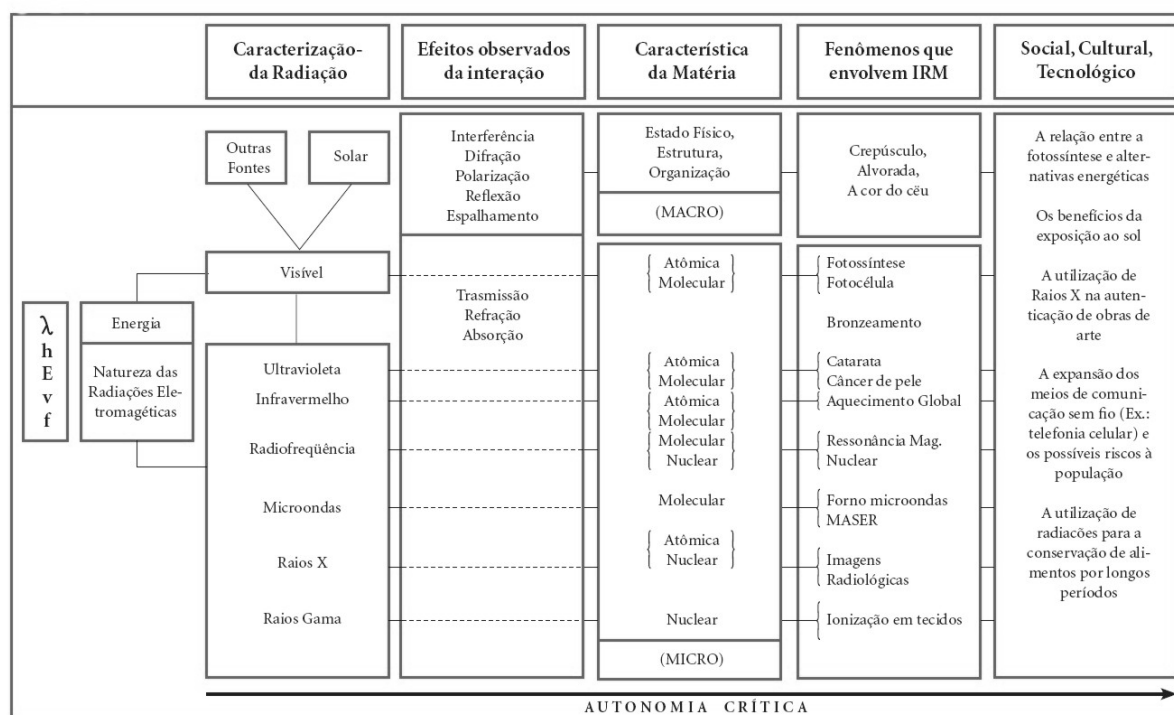 Caracterização-
da Radiação
Efeitos observados
da interação
Característica
da Matéria
Fenômenos que
envolvem IRM
Social, Cultural,
Tecnológico
Outras
Fontes
Solar
Visível
λ
h
E
v
f
Energia
Natureza das
Radiações Ele-
tromagéticas
Ultravioleta
Infravermelho
Radiofreqüência
Microondas
Raios X
Raios Gama
Interferência
Difração
Polarização
Reflexão
Espalhamento
Trasmissão
Refração
Absorção
Estado Físico,
Estrutura,
Organização
(MACRO)
Atômica
Molecular
Atômica
Molecular
Atômica
Molecular
Molecular
Nuclear
Molecular
Atômica
Nuclear
Nuclear
(MICRO)
Crepúsculo,
Alvorada,
A cor do cëu
Fotossíntese
Fotocélula
Bronzeamento
Catarata
Câncer de pele
Aquecimento Global
Ressonância Mag.
Nuclear
Forno microondas
MASER
Imagens
Radiológicas
Ionização em tecidos
A relação entre a
fotossíntese e alter-
nativas energéticas
Os benefícios da
exposição ao sol
A utilização de
Raios X na auten-
ticação de obras de
arte
A expansão dos
meios de comuni-
cação sem fio (Ex.:
telefonia celular) e
os possíveis riscos à
população
A utilização de
radiacões para a
conservação de ali-
mentos por longos
períodos
AUTONOMIA CRÍTICA